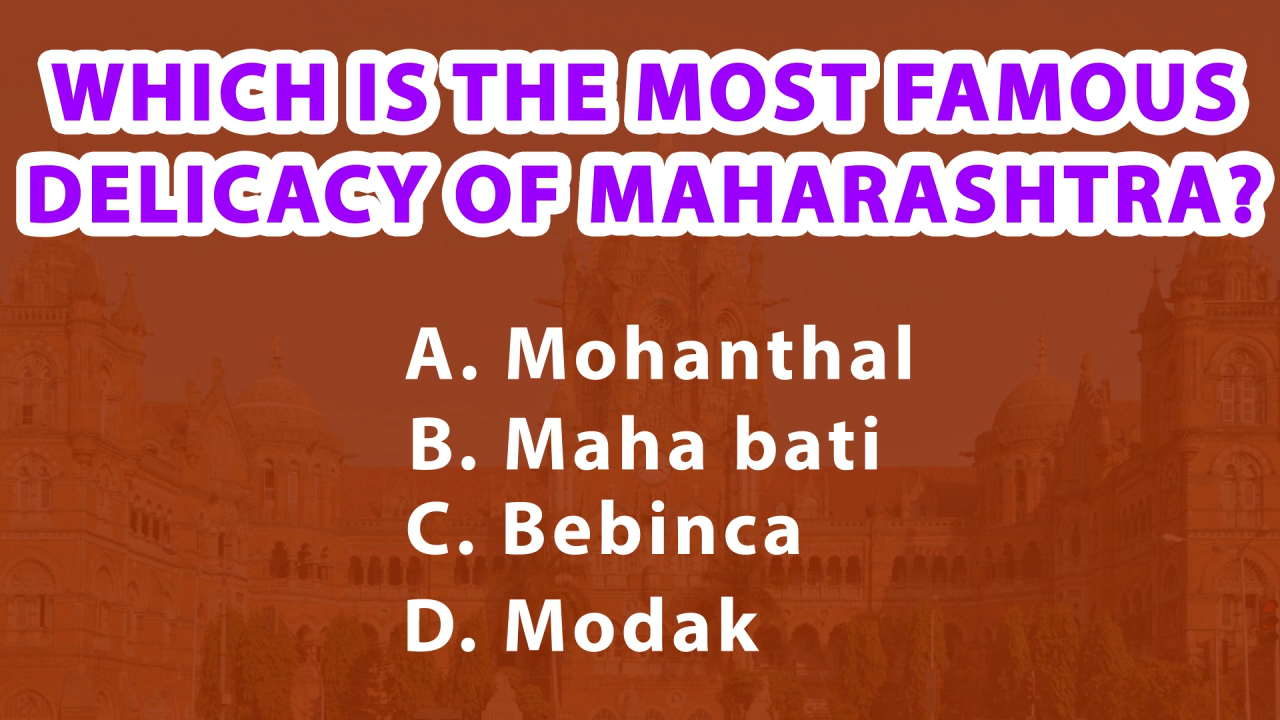 WHICH IS THE MOST FAMOUS
DELICACY OF MAHARASHTRA?
A. Mohanthal
B. Maha bati
C. Bebinca
D. Modak